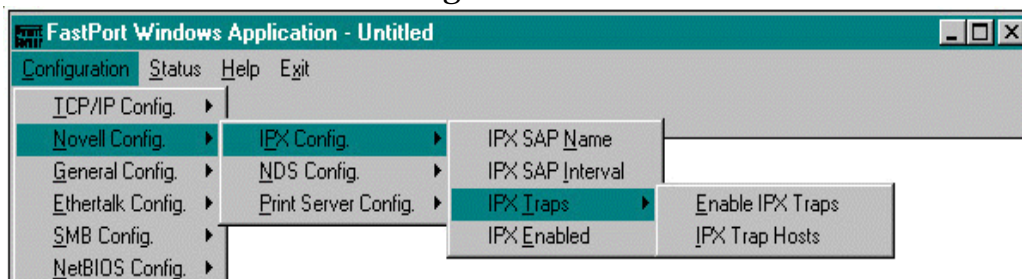 FastPort Windows Application - Untitled
Configuration Status Help Exit
TCP/IP Config.
Novell Config. IPX Config. IPX SAP Name
General Config. NDS Config. IPX SAP Interval
Ethertalk Config. Print Server Config. IPX Traps Enable IPX Traps
SMB Config. IPX Enabled IPX Trap Hosts
NetBIOS Config.